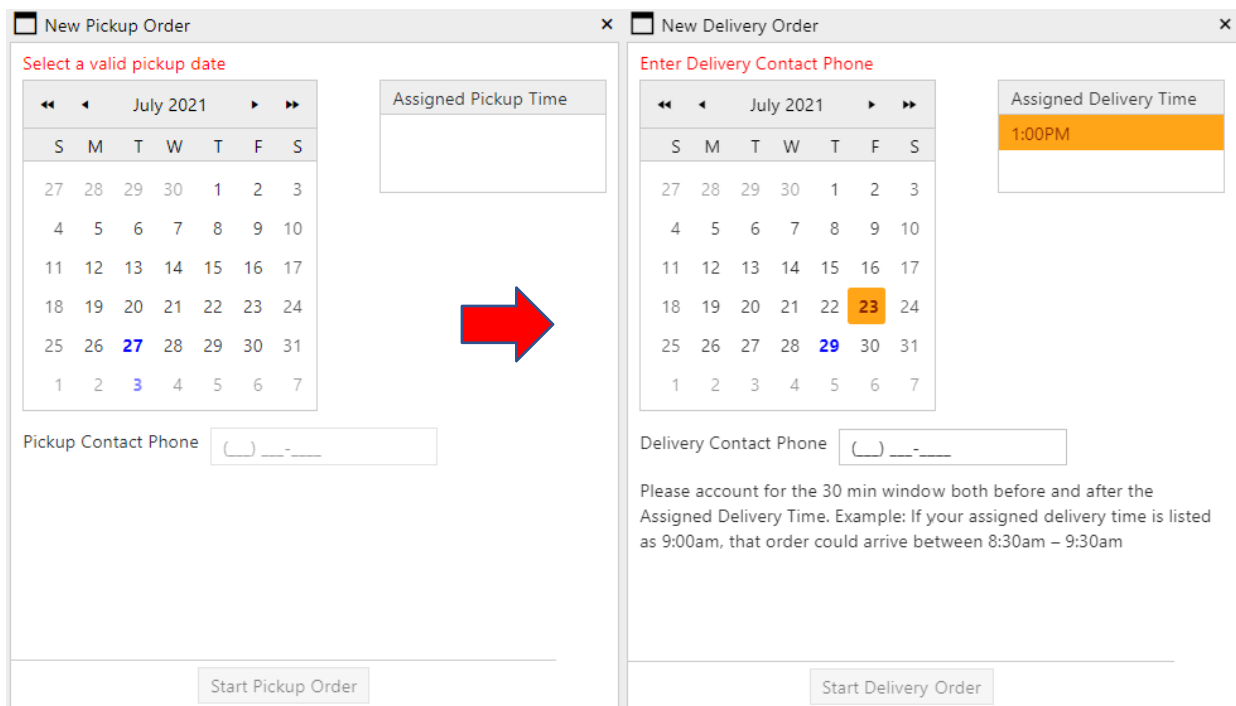 New Pickup Order
Select a valid pickup date
July 2021
S M T W T F S
27 28 29 30 1 2 3
4 5 6 7 8 9 10
11 12 13 14 15 16 17
18 19 20 21 22 23 24
25 26 27 28 29 30 31
1 2 3 4 5 6 7
Assigned Pickup Time
Pickup Contact Phone (___) ___-____
Start Pickup Order
New Delivery Order
Enter Delivery Contact Phone
July 2021
S M T W T F S
27 28 29 30 1 2 3
4 5 6 7 8 9 10
11 12 13 14 15 16 17
18 19 20 21 22 23 24
25 26 27 28 29 30 31
1 2 3 4 5 6 7
Assigned Delivery Time
1:00PM
Delivery Contact Phone (___) ___-____
Please account for the 30 min window both before and after the
Assigned Delivery Time. Example: If your assigned delivery time is listed
as 9:00am, that order could arrive between 8:30am – 9:30am
Start Delivery Order